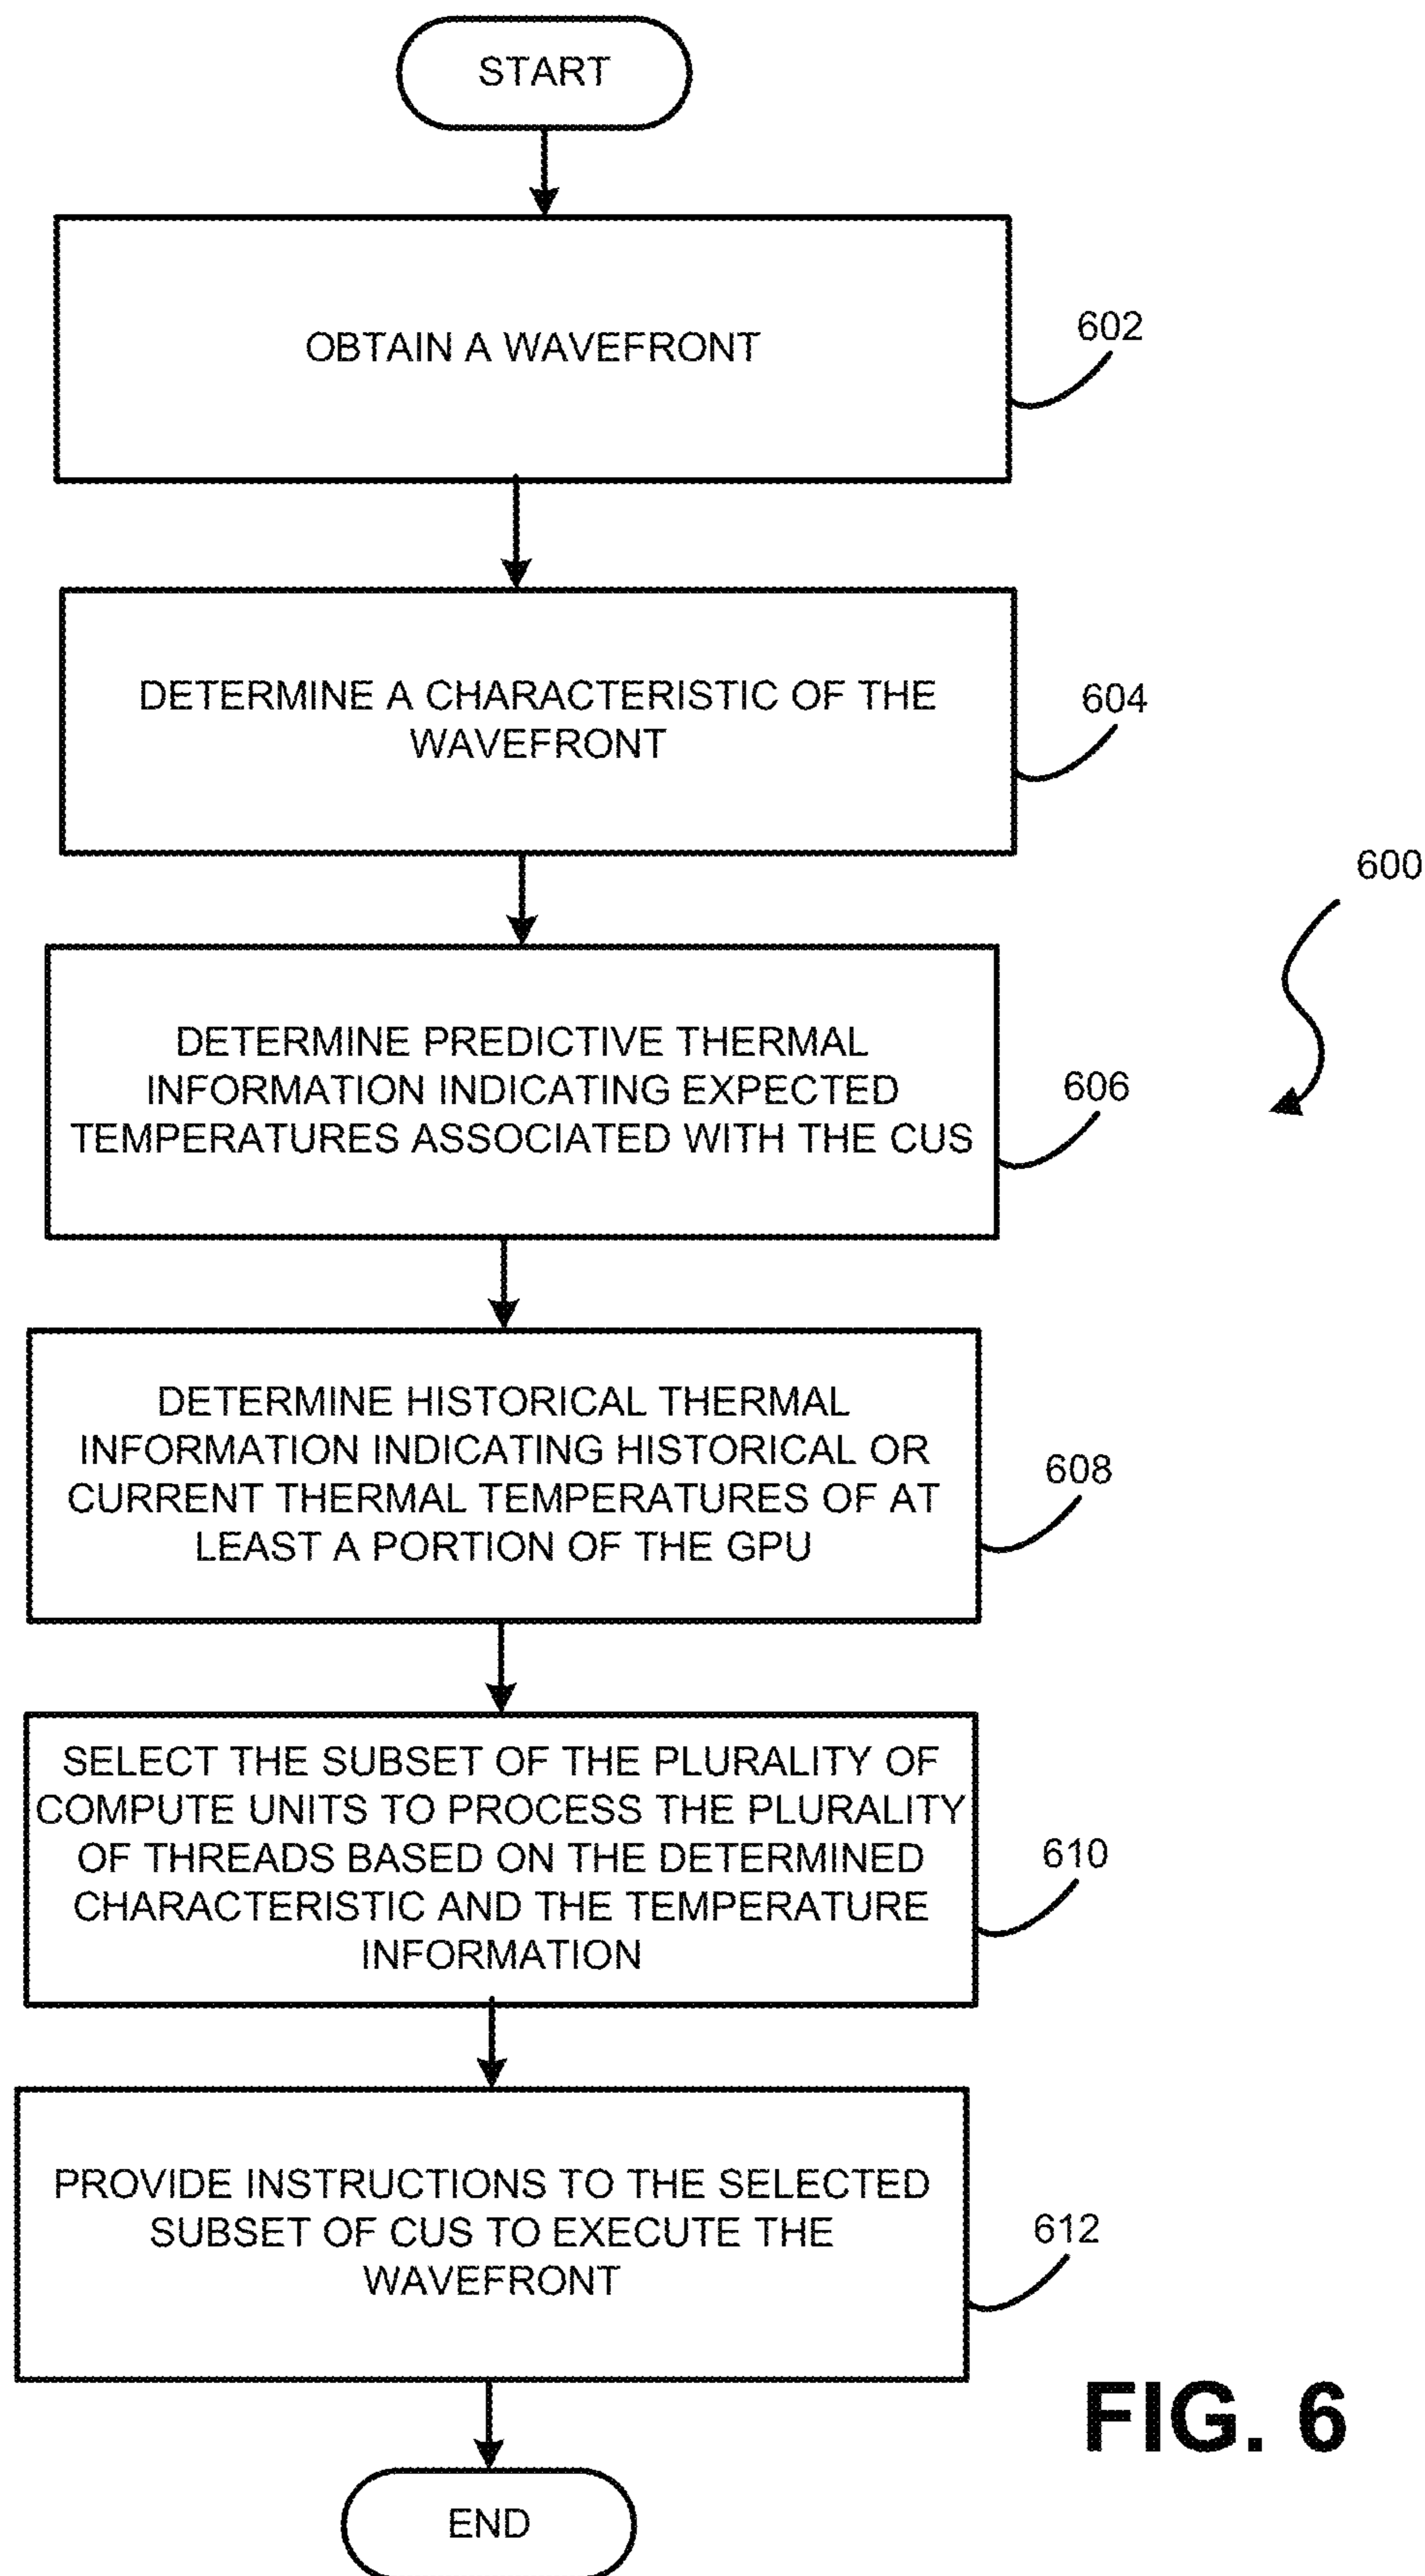 START
OBTAIN A WAVEFRONT
602
DETERMINE A CHARACTERISTIC OF THE
WAVEFRONT
604
600
DETERMINE PREDICTIVE THERMAL
INFORMATION INDICATING EXPECTED
TEMPERATURES ASSOCIATED WITH THE CUS
606
DETERMINE HISTORICAL THERMAL
INFORMATION INDICATING HISTORICAL OR
CURRENT THERMAL TEMPERATURES OF AT
LEAST A PORTION OF THE GPU
608
SELECT THE SUBSET OF THE PLURALITY OF
COMPUTE UNITS TO PROCESS THE PLURALITY
OF THREADS BASED ON THE DETERMINED
CHARACTERISTIC AND THE TEMPERATURE
INFORMATION
610
PROVIDE INSTRUCTIONS TO THE SELECTED
SUBSET OF CUS TO EXECUTE THE
WAVEFRONT
612
FIG. 6
END